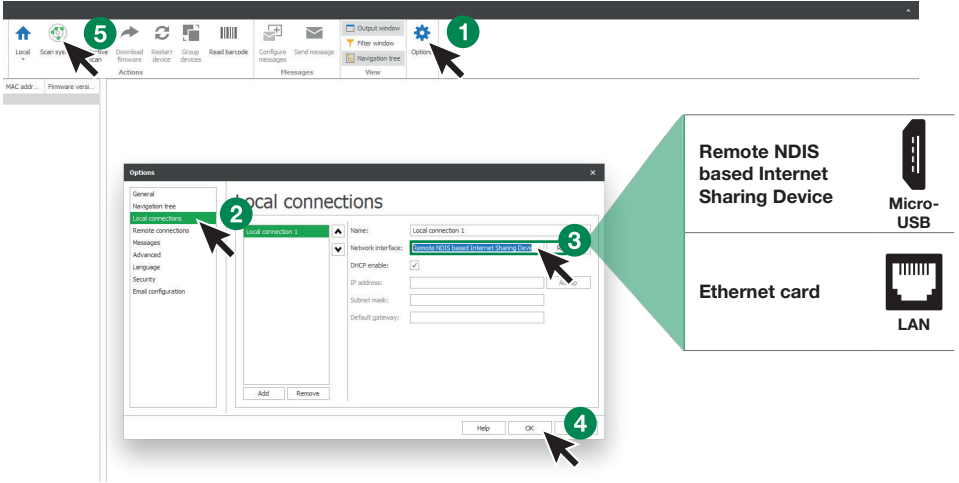 5
1
Local
Scan sys
ve
scan
Download
firmware
Restart
device
Group
devices
Read barcode
Configure
messages
Send message
Output window
Filter window
Navigation tree
Option
Actions
Messages
View
MAC addr...
Firmware versi...
Options
General
Navigation tree
Local connections
Remote connections
Messages
Advanced
Language
Security
Email configuration
2
ocal connections
Local connection 1
Name:
Local connection 1
Network interface:
Remote NDIS based Internet Sharing Devi
3
DHCP enable:
IP address:
Subnet mask:
Default gateway:
Add
Remove
Help
OK
4
Remote NDIS
based Internet
Sharing Device
Micro-
USB
Ethernet card
LAN